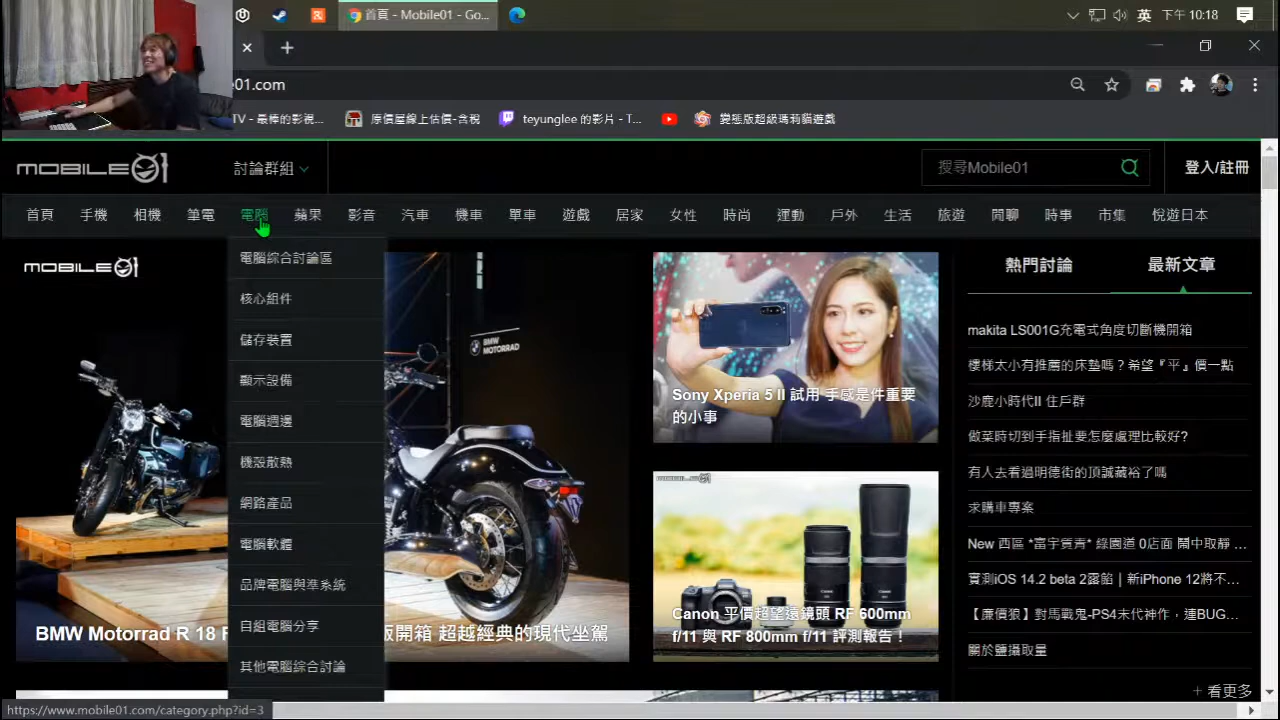 首頁 - Mobile01 - Go...
英
下午 10:18
e01.com
TV - 最棒的影視...
原價屋線上估價-含稅
teyunglee 的影片 - T...
變態版超級瑪莉貓遊戲
MOBILE01
討論群組
搜尋Mobile01
登入/註冊
首頁
手機
相機
筆電
電腦
蘋果
影音
汽車
機車
單車
遊戲
居家
女性
時尚
運動
戶外
生活
旅遊
閒聊
時事
市集
悅遊日本
MOBILE01
電腦綜合討論區
核心組件
儲存裝置
顯示設備
電腦週邊
機殼散熱
網路產品
電腦軟體
品牌電腦與準系統
自組電腦分享
其他電腦綜合討論
BMW
MOTORRAD
BMW Motorrad R 18 F
版開箱 超越經典的現代坐駕
Sony Xperia 5 II 試用 手感是件重要
的小事
Canon 平價超望遠鏡頭 RF 600mm
f/11 與 RF 800mm f/11 評測報告！
熱門討論
最新文章
makita LS001G充電式角度切斷機開箱
樓梯太小有推薦的床墊嗎？希望『平』價一點
沙鹿小時代II 住戶群
做菜時切到手指扯要怎麼處理比較好?
有人去看過明德街的頂誠藏裕了嗎
求購車專案
New 西區 *富宇賞青* 綠園道 0店面 鬧中取靜 ...
實測iOS 14.2 beta 2露餡｜新iPhone 12將不...
【廉價狼】對馬戰鬼-PS4末代神作，連BUG...
關於鹽攝取量
+ 看更多
https://www.mobile01.com/category.php?id=3